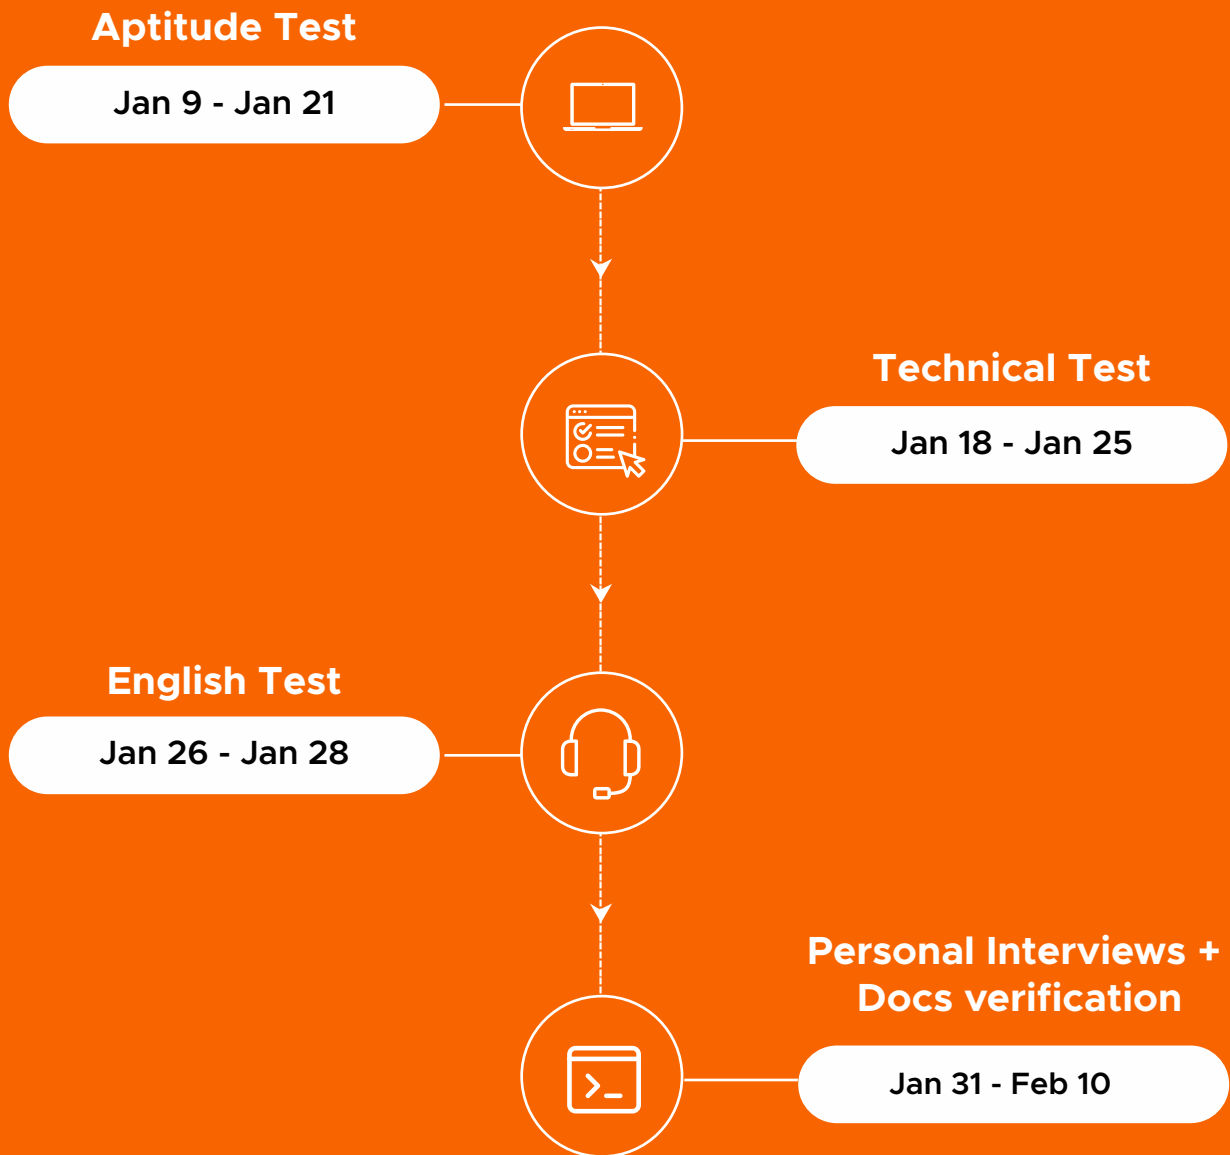 Aptitude Test
Jan 9 - Jan 21
Technical Test
Jan 18 - Jan 25
English Test
Jan 26 - Jan 28
Personal Interviews +
Docs verification
Jan 31 - Feb 10